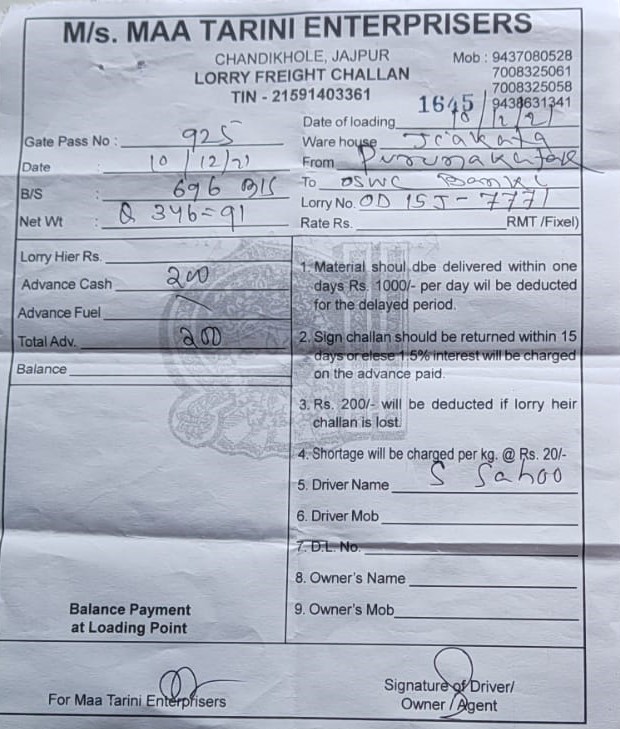 M/s. MAA TARINI ENTERPRISERS
CHANDIKHOLE, JAJPUR
LORRY FREIGHT CHALLAN
TIN - 21591403361
Mob : 9437080528
7008325061
7008325058
9438631341
1645
Date of loading 10/12/21
Gate Pass No : 925
Ware house
Date 10/12/21
From
B/S : 696 B/S
To OSWC Banki
Lorry No. OD 15J-7771
Net Wt : Q 346=91
Rate Rs. RMT /Fixel)
Lorry Hier Rs.
Advance Cash 200
Advance Fuel
Total Adv. 200
Balance
1. Material shoul dbe delivered within one
days Rs. 1000/- per day wil be deducted
for the delayed period.
2. Sign challan should be returned within 15
days or elese 1.5% interest will be charged
on the advance paid.
3. Rs. 200/- will be deducted if lorry heir
challan is lost.
4. Shortage will be charged per kg. @ Rs. 20/-
5. Driver Name S Sahoo
6. Driver Mob
7. D.L. No.
8. Owner's Name
9. Owner's Mob
Balance Payment
at Loading Point
For Maa Tarini Enterprisers
Signature of Driver/
Owner / Agent